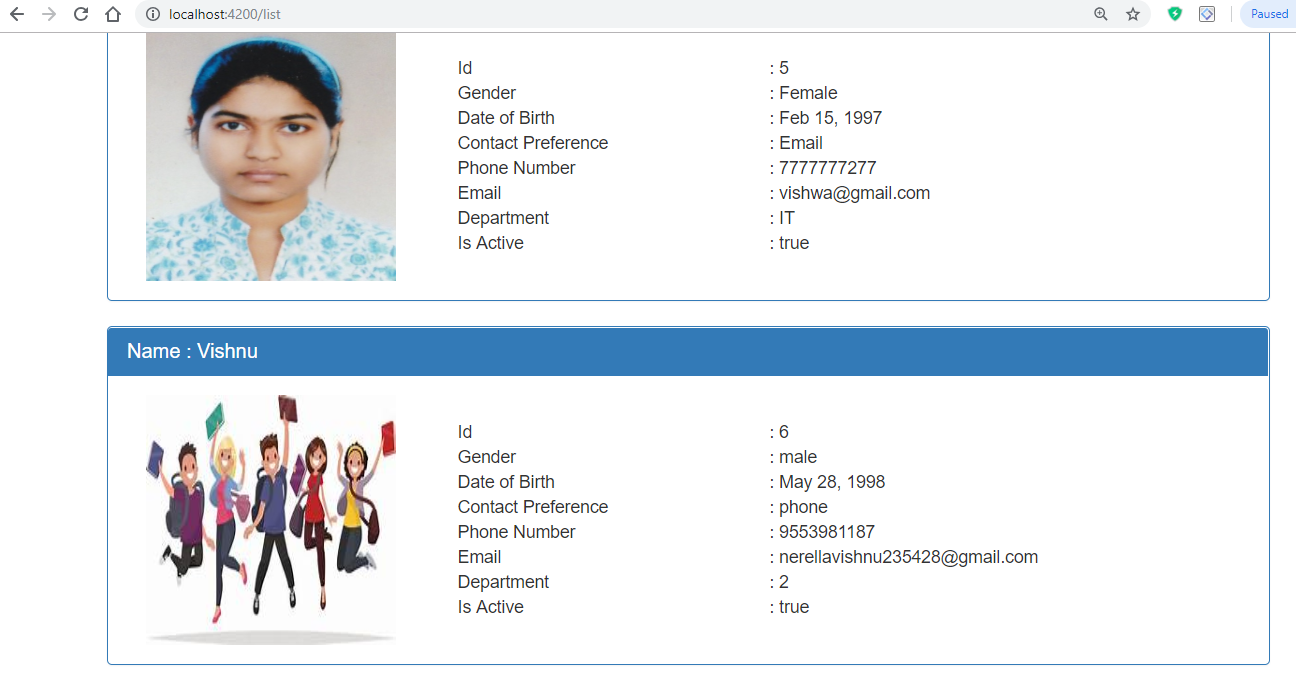 localhost:4200/list
Paused
Id : 5
Gender : Female
Date of Birth : Feb 15, 1997
Contact Preference : Email
Phone Number : 7777777277
Email : vishwa@gmail.com
Department : IT
Is Active : true
Name : Vishnu
Id : 6
Gender : male
Date of Birth : May 28, 1998
Contact Preference : phone
Phone Number : 9553981187
Email : nerellavishnu235428@gmail.com
Department : 2
Is Active : true